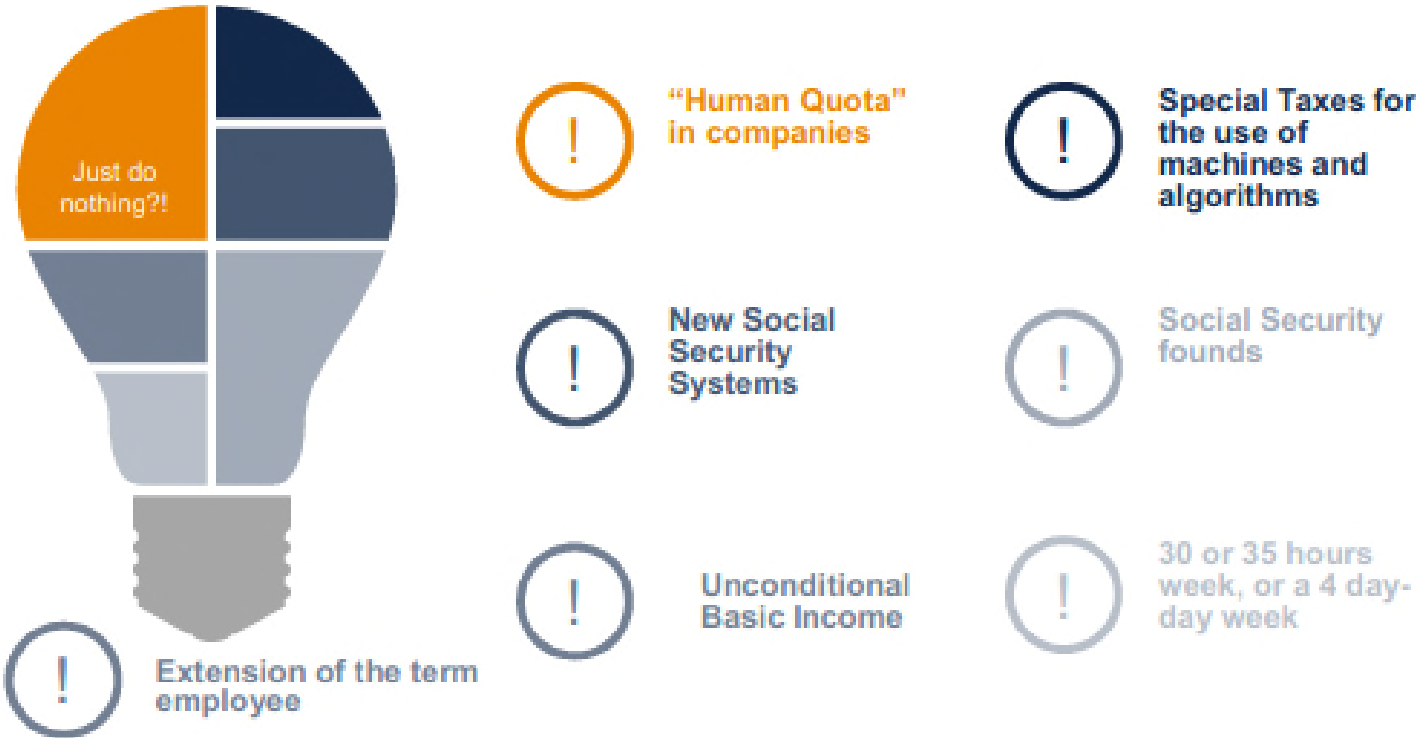 Just do
nothing?!
“Human Quota”
in companies
!
Special Taxes for
the use of
machines and
algorithms
!
New Social
Security
Systems
!
Social Security
founds
!
Unconditional
Basic Income
!
30 or 35 hours
week, or a 4 day-
day week
!
Extension of the term
employee
!